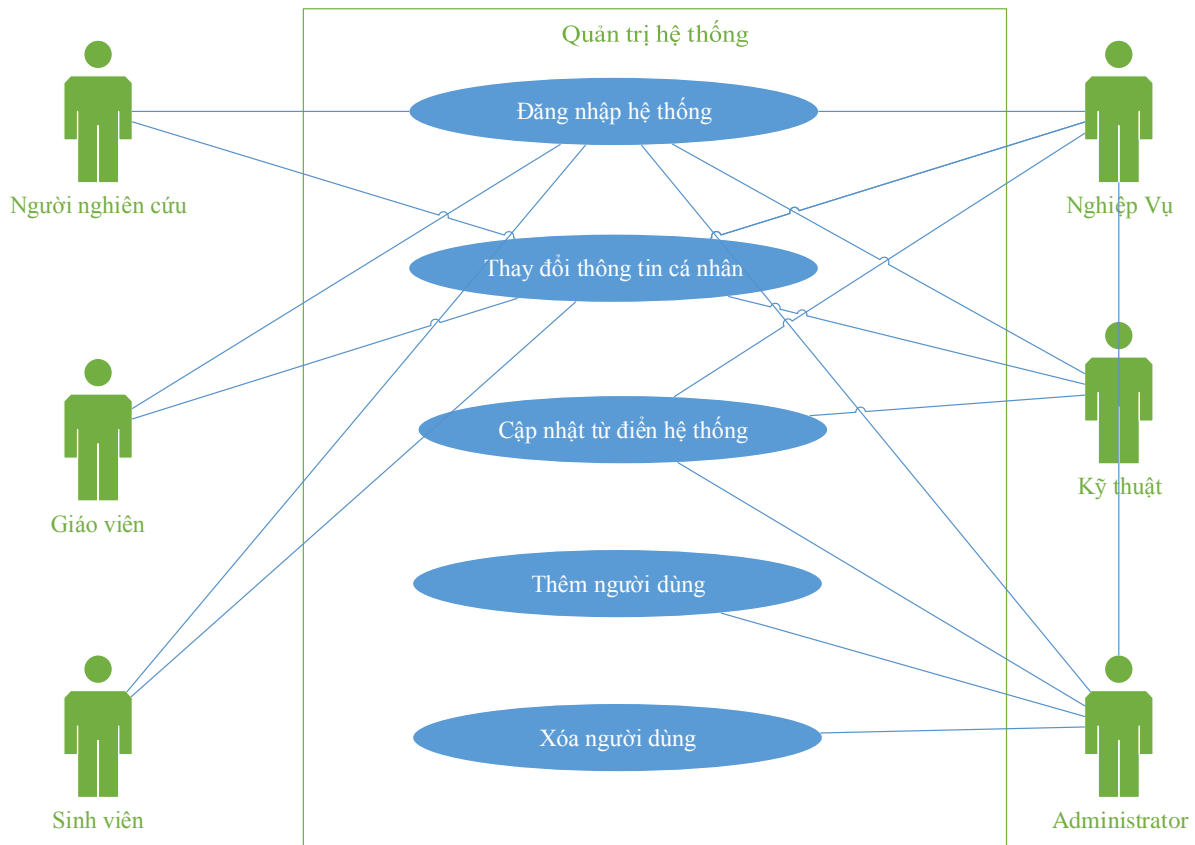 Quản trị hệ thống
Đăng nhập hệ thống
Người nghiên cứu
Nghiệp Vụ
Thay đổi thông tin cá nhân
Cập nhật từ điển hệ thống
Kỹ thuật
Giáo viên
Thêm người dùng
Xóa người dùng
Sinh viên
Administrator